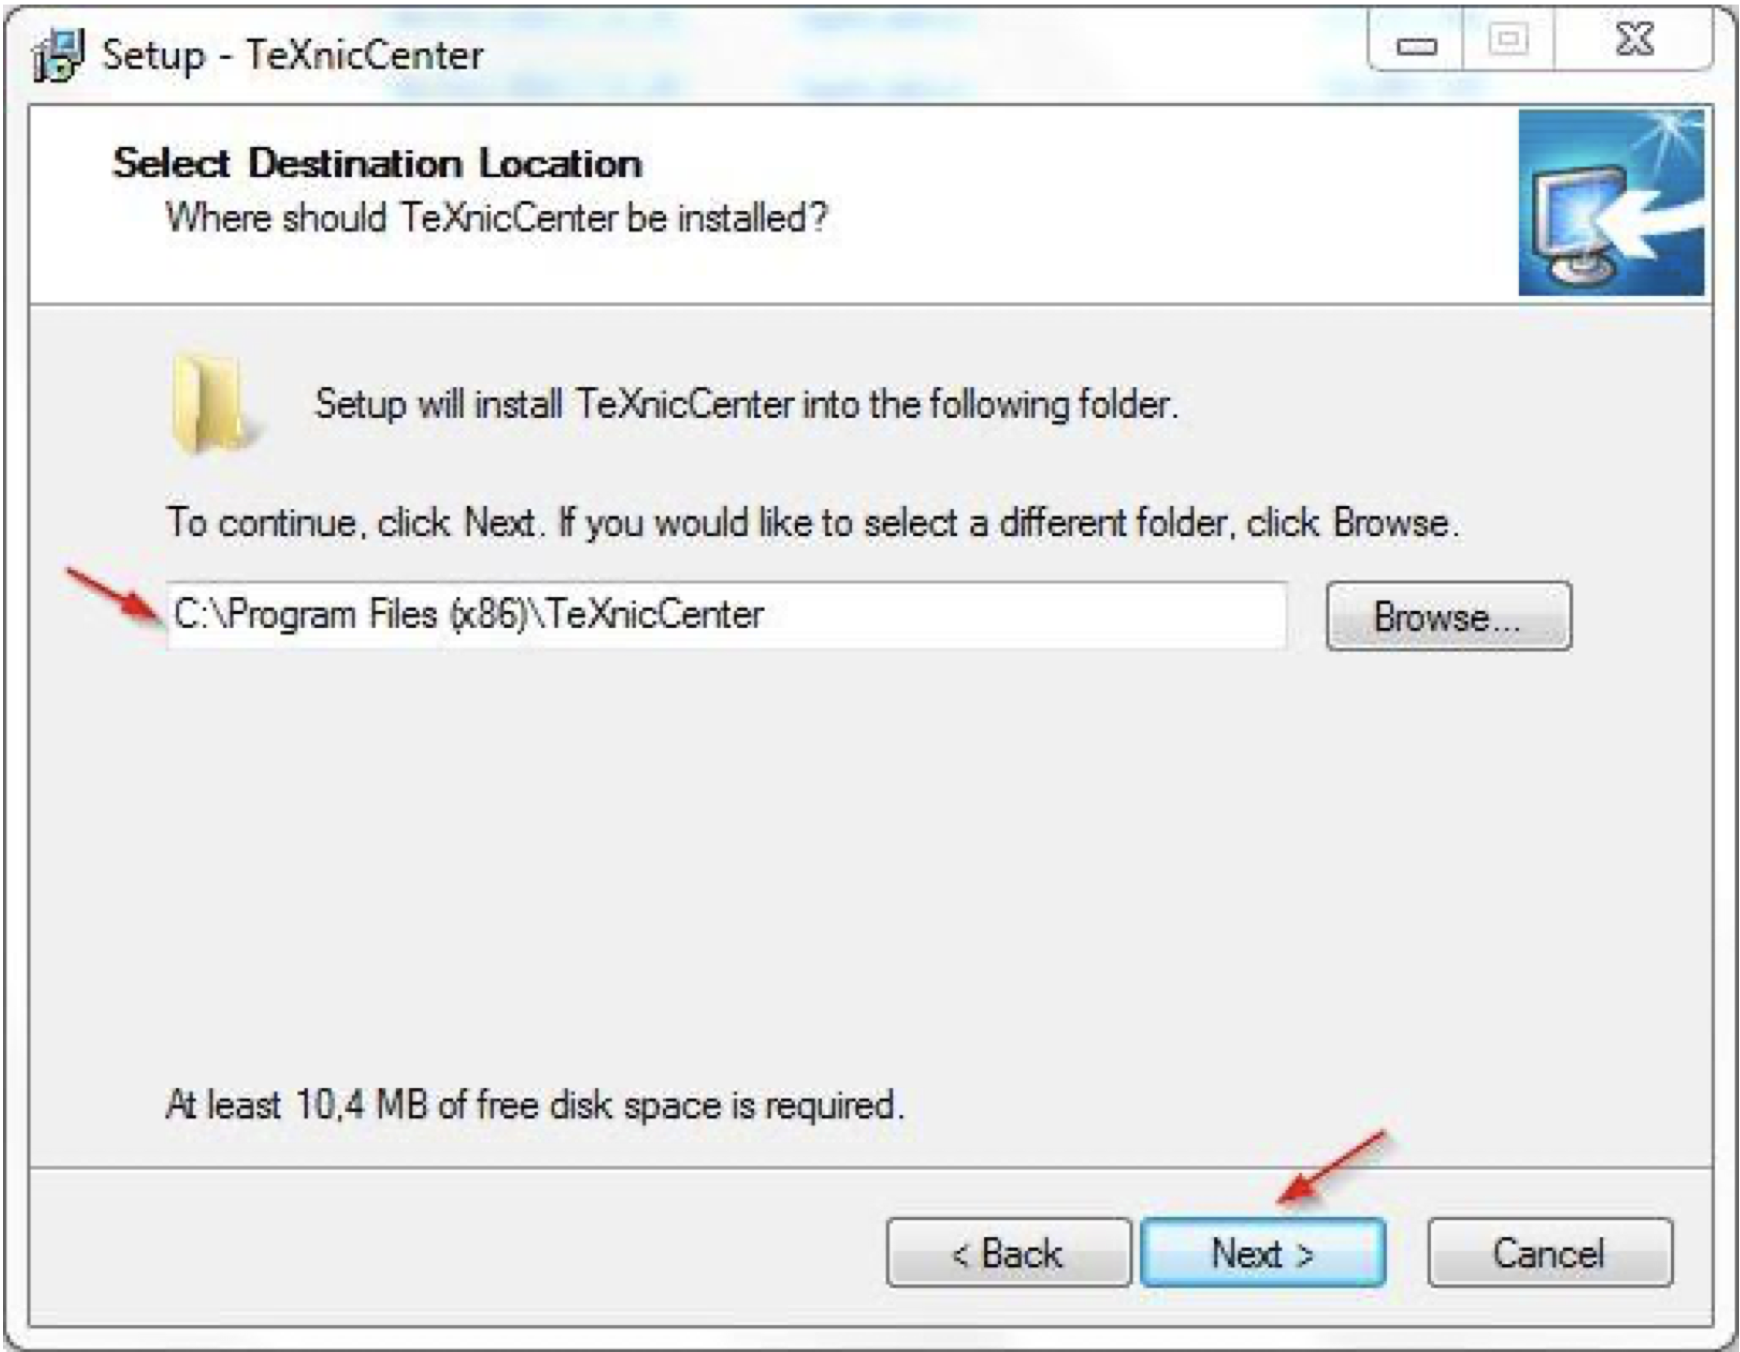 Setup - TeXnicCenter
Select Destination Location
Where should TeXnicCenter be installed?
Setup will install TeXnicCenter into the following folder.
To continue, click Next. If you would like to select a different folder, click Browse.
C:\Program Files (x86)\TeXnicCenter
Browse...
At least 10,4 MB of free disk space is required.
< Back
Next >
Cancel